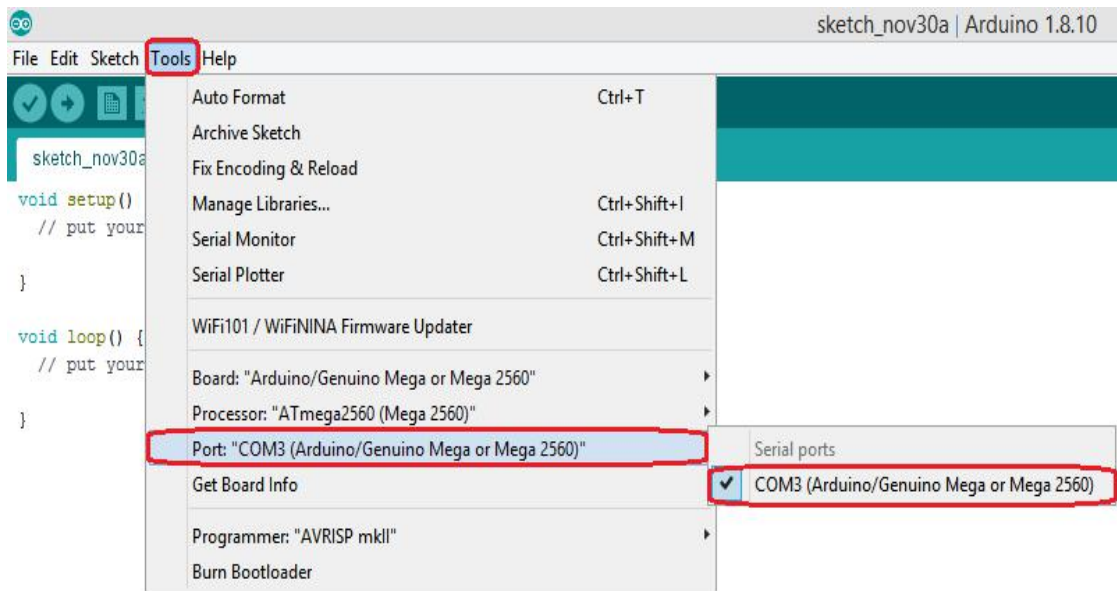 sketch_nov30a | Arduino 1.8.10
File Edit Sketch Tools Help
Auto Format Ctrl+T
Archive Sketch
sketch_nov30a
Fix Encoding & Reload
void setup()
Manage Libraries... Ctrl+Shift+I
// put your
Serial Monitor Ctrl+Shift+M
Serial Plotter Ctrl+Shift+L
}
WiFi101 / WiFiNINA Firmware Updater
void loop() {
// put your
Board: "Arduino/Genuino Mega or Mega 2560"
Processor: "ATmega2560 (Mega 2560)"
}
Port: "COM3 (Arduino/Genuino Mega or Mega 2560)"
Serial ports
Get Board Info
COM3 (Arduino/Genuino Mega or Mega 2560)
Programmer: "AVRISP mkII"
Burn Bootloader